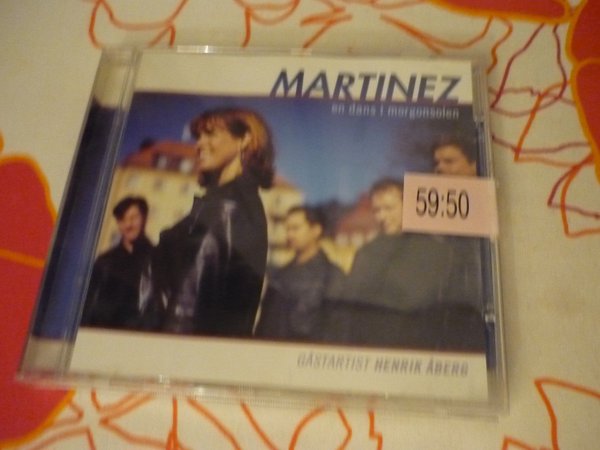 MARTINEZ
en dans i morgonsolen
59:50
GÄSTARTIST HENRIK ÅBERG